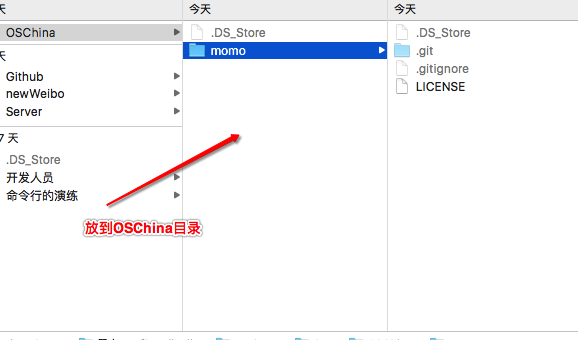 今天
今天
OSChina
.DS_Store
momo
.DS_Store
.git
.gitignore
LICENSE
天
Github
newWeibo
Server
7 天
.DS_Store
开发人员
命令行的演练
放到OSChina目录